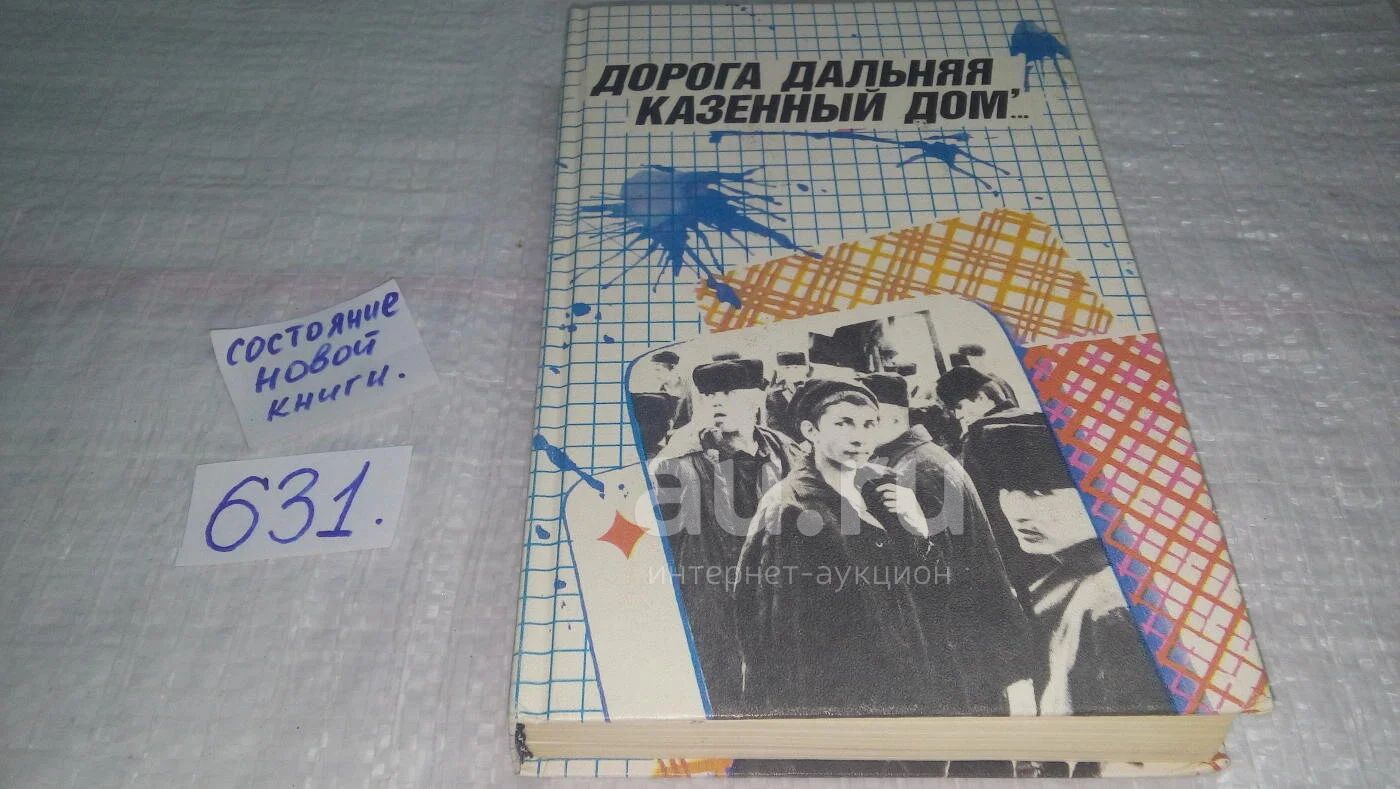 ДОРОГА ДАЛЬНЯЯ,
КАЗЕННЫЙ ДОМ...
СОСТОЯНИЕ
НОВОЙ
КНИГИ.
631.
au.ru
интернет-аукцион